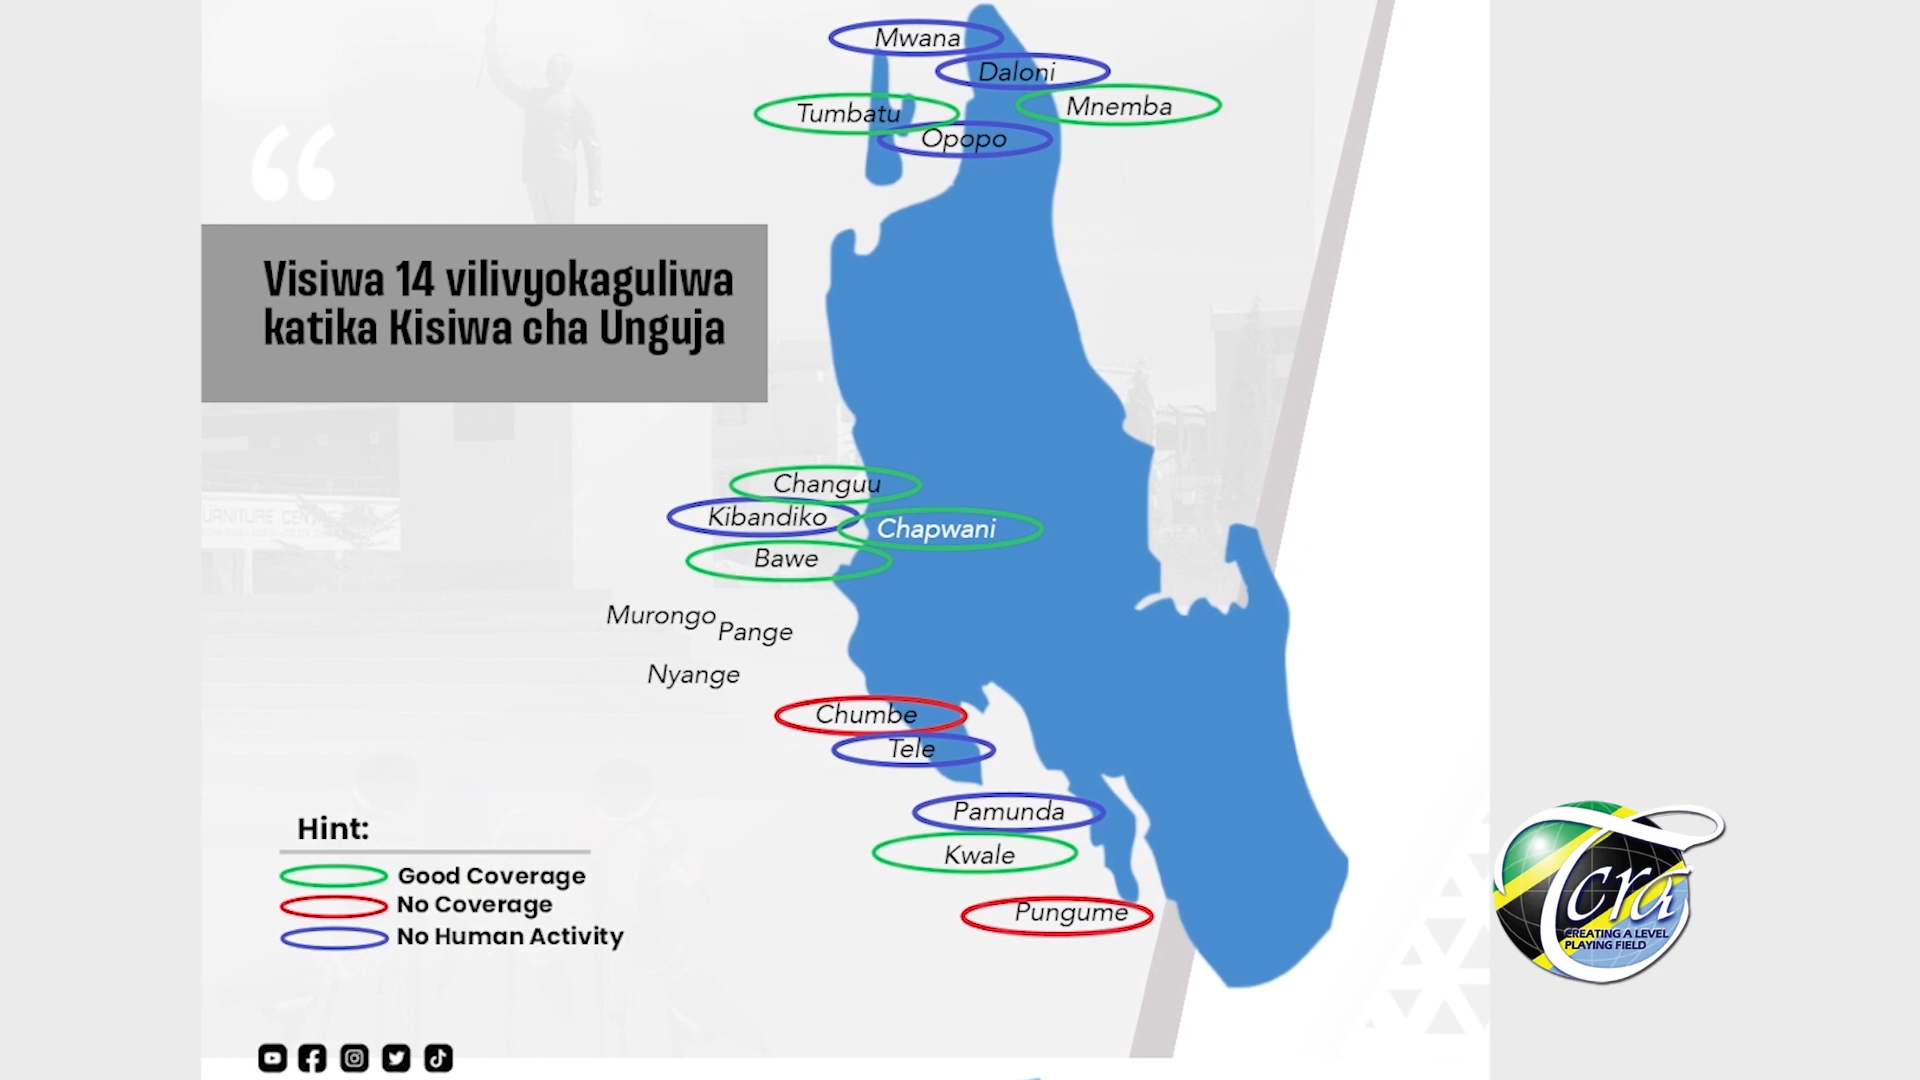 Mwana
Daloni
Mnemba
Tumbatu
Opopo
Visiwa 14 vilivyokaguliwa
katika Kisiwa cha Unguja
Changuu
Kibandiko
Chapwani
Bawe
Murongo
Pange
Nyange
Chumbe
Tele
Pamunda
Kwale
Pungume
Hint:
Good Coverage
No Coverage
No Human Activity
Tcra
CREATING A LEVEL
PLAYING FIELD